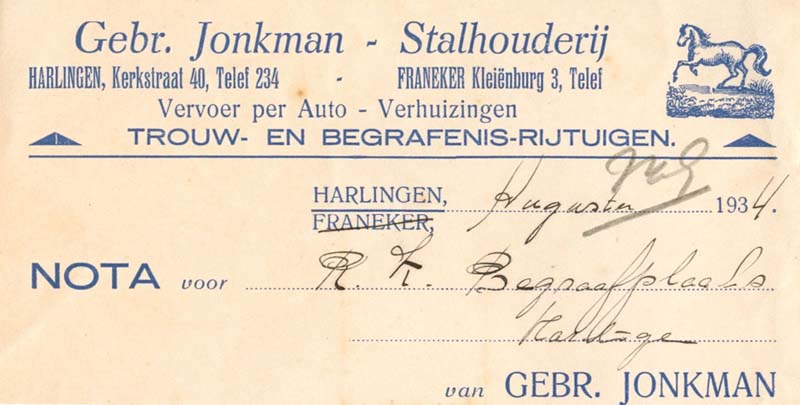 Gebr. Jonkman - Stalhouderij
HARLINGEN, Kerkstraat 40, Telef 234 - FRANEKER Kleiënburg 3, Telef
Vervoer per Auto - Verhuizingen
TROUW- EN BEGRAFENIS-RIJTUIGEN.
HARLINGEN, Augustus 1934.
FRANEKER,
NOTA voor R. K. Begraafplaats
Harlingen
van GEBR. JONKMAN